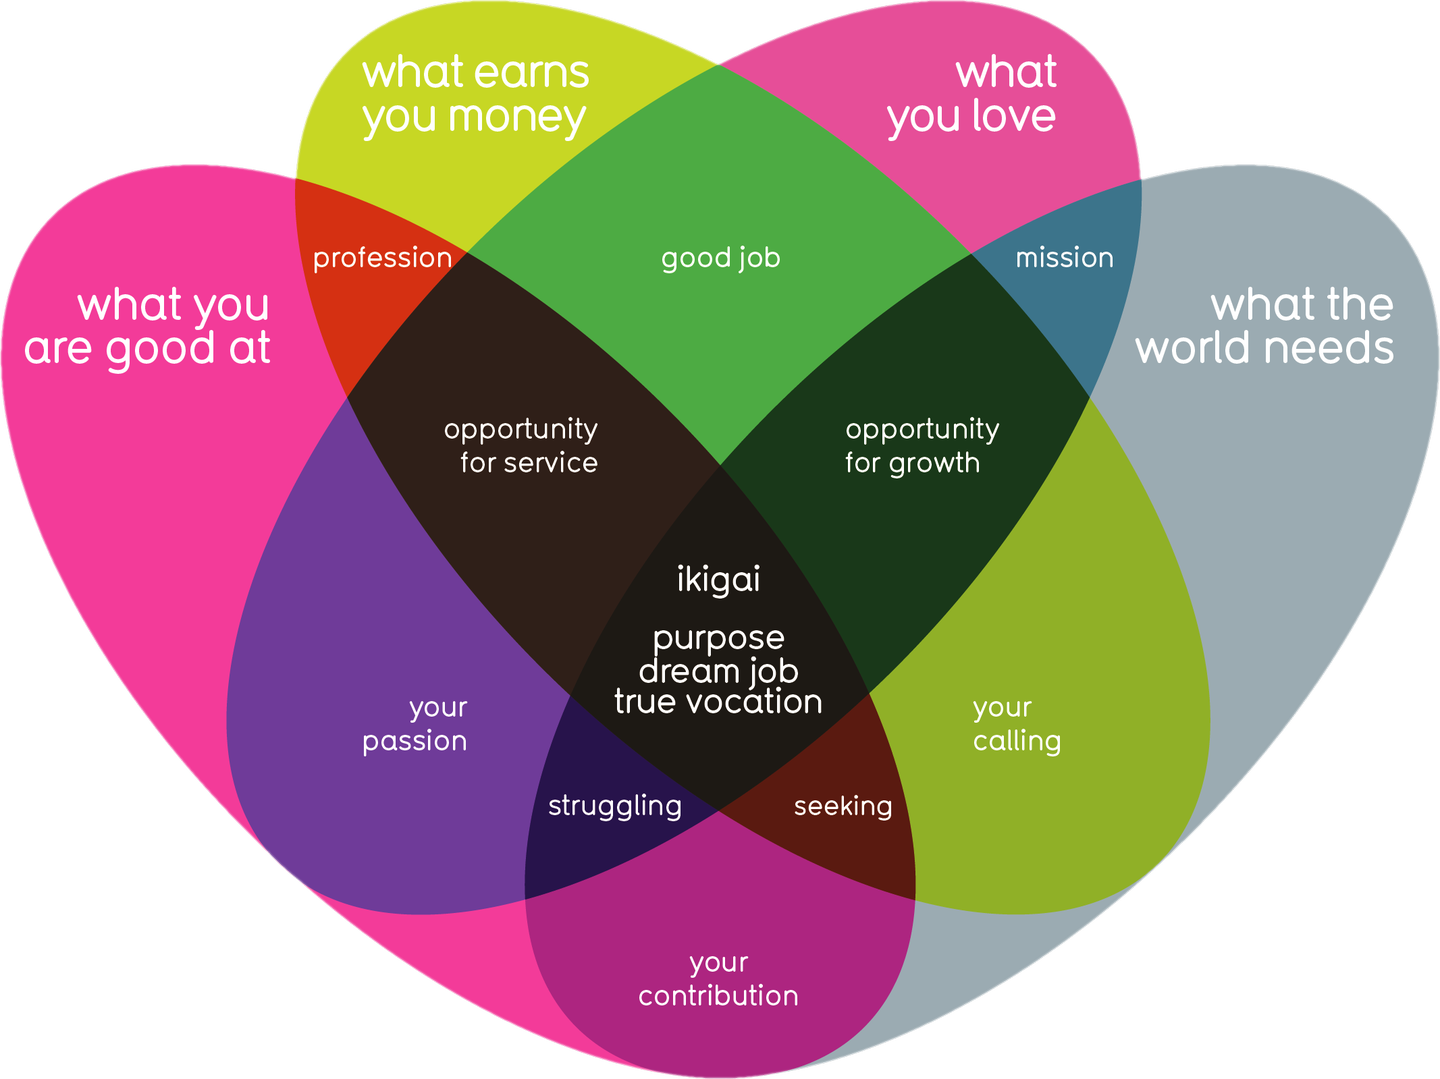 what earns
you money
what
you love
profession
good job
mission
what you
are good at
what the
world needs
opportunity
for service
opportunity
for growth
ikigai
purpose
dream job
true vocation
your
passion
your
calling
struggling
seeking
your
contribution